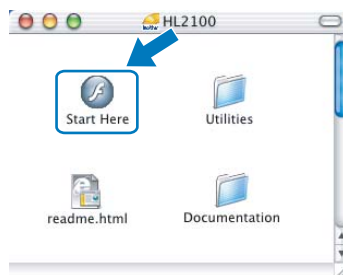 HL2100
Start Here
Utilities
readme.html
Documentation